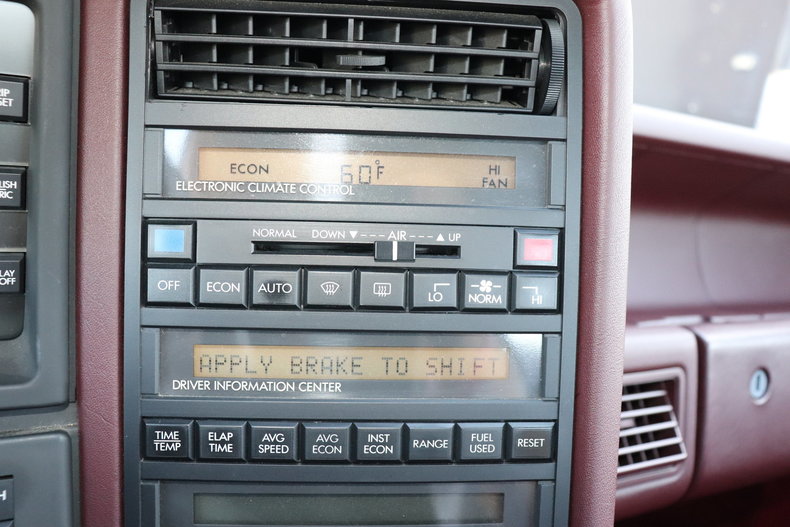 ECON 60°F HI
FAN
ELECTRONIC CLIMATE CONTROL
NORMAL DOWN ▼ --- AIR --- ▲ UP
OFF ECON AUTO LO NORM HI
APPLY BRAKE TO SHIFT
DRIVER INFORMATION CENTER
TIME ELAP AVG AVG INST RANGE FUEL RESET
TEMP TIME SPEED ECON ECON USED